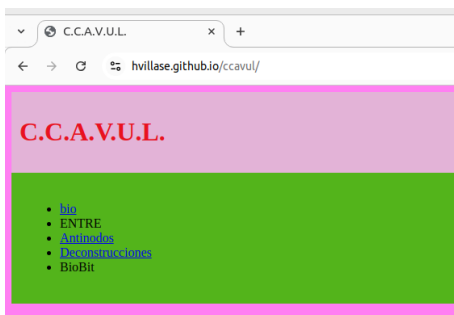 C.C.A.V.U.L.
hvillase.github.io/ccavul/
C.C.A.V.U.L.
bio
ENTRE
Antinodos
Deconstrucciones
BioBit